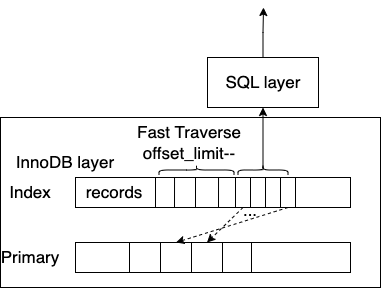 SQL layer
Fast Traverse
offset_limit--
InnoDB layer
Index
records
...
Primary